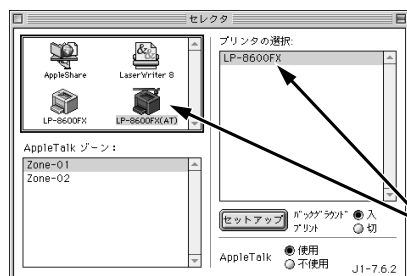 セレクタ
プリンタの選択:
AppleShare
LaserWriter 8
LP-8600FX
LP-8600FX(AT)
LP-8600FX
AppleTalk ゾーン：
Zone-01
Zone-02
セットアップ
バックグラウンド
プリント
入
切
AppleTalk
使用
不使用
J1-7.6.2